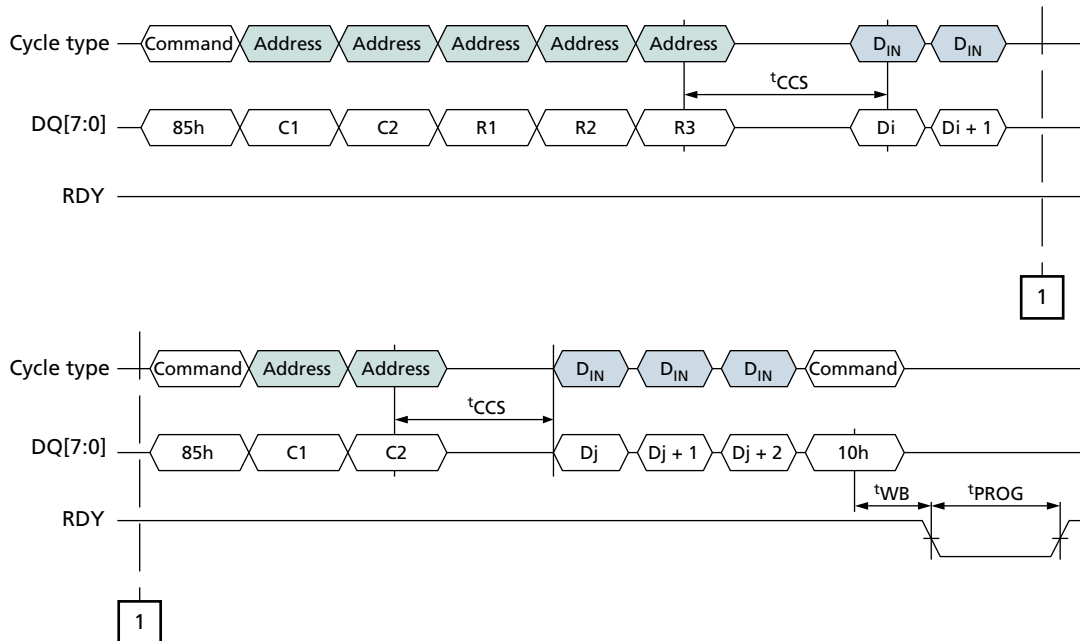 Cycle type Command Address Address Address Address Address DIN DIN
tCCS
DQ[7:0] 85h C1 C2 R1 R2 R3 Di Di + 1
RDY
1
Cycle type Command Address Address DIN DIN DIN Command
tCCS
DQ[7:0] 85h C1 C2 Dj Dj + 1 Dj + 2 10h
tWB tPROG
RDY
1